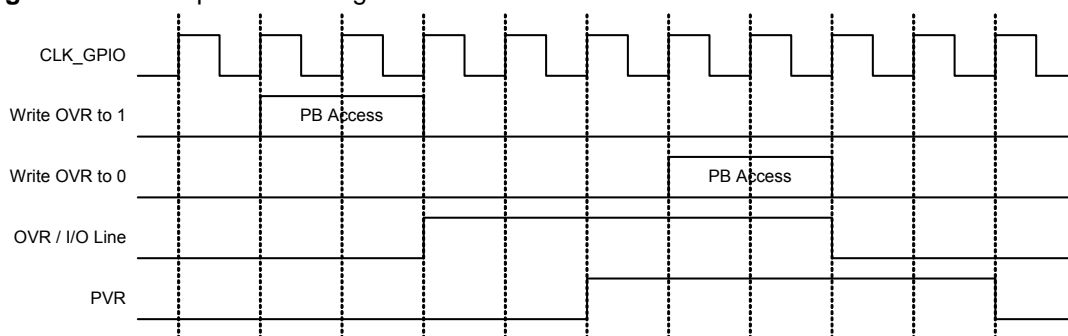 CLK_GPIO
Write OVR to 1
PB Access
Write OVR to 0
PB Access
OVR / I/O Line
PVR